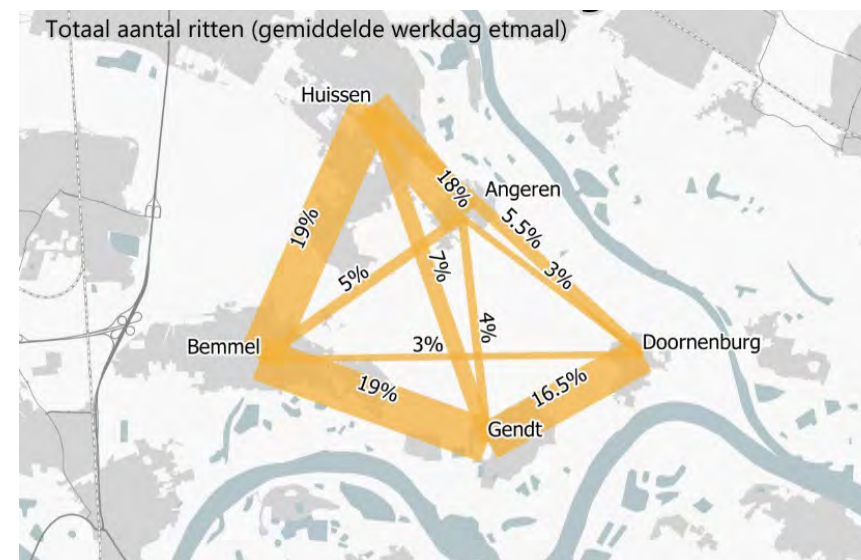 Totaal aantal ritten (gemiddelde werkdag etmaal)
Huissen
18%
Angeren
5.5%
19%
7%
3%
5%
4%
Bemmel
3%
Doornenburg
19%
16.5%
Gendt